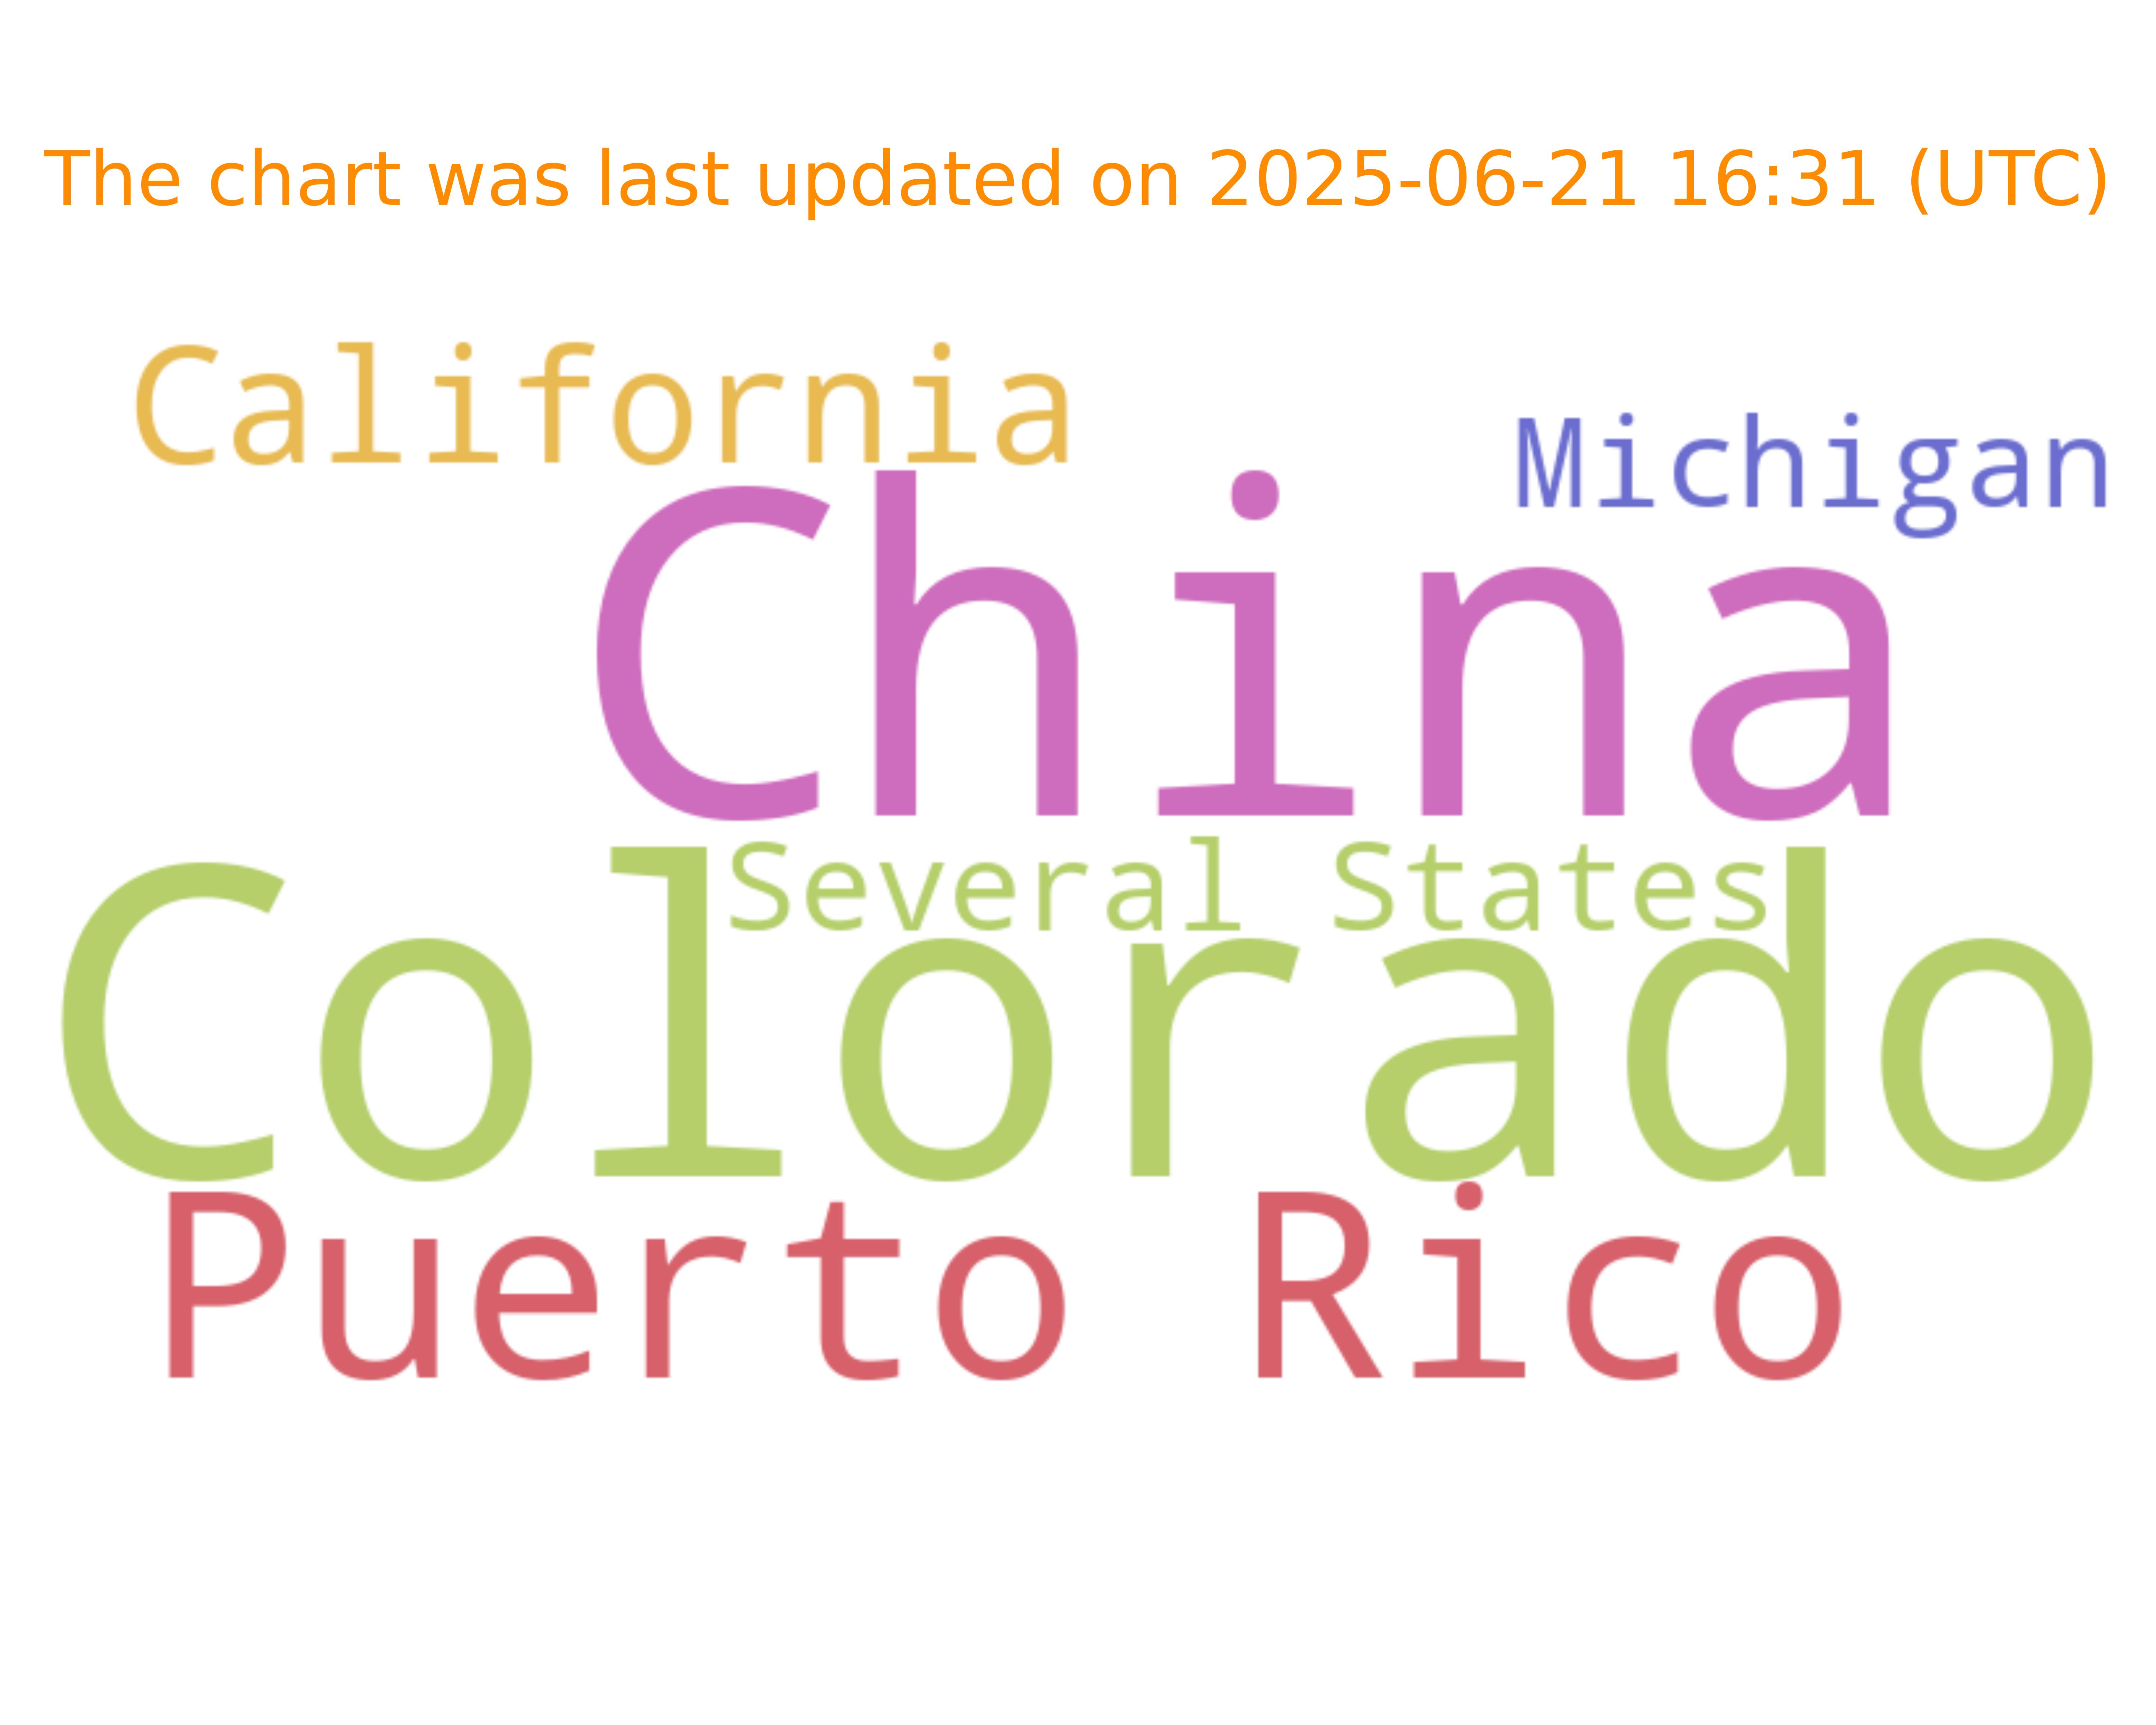 The chart was last updated on 2025-06-21 16:31 (UTC)
California
Michigan
China
Several States
Colorado
Puerto Rico